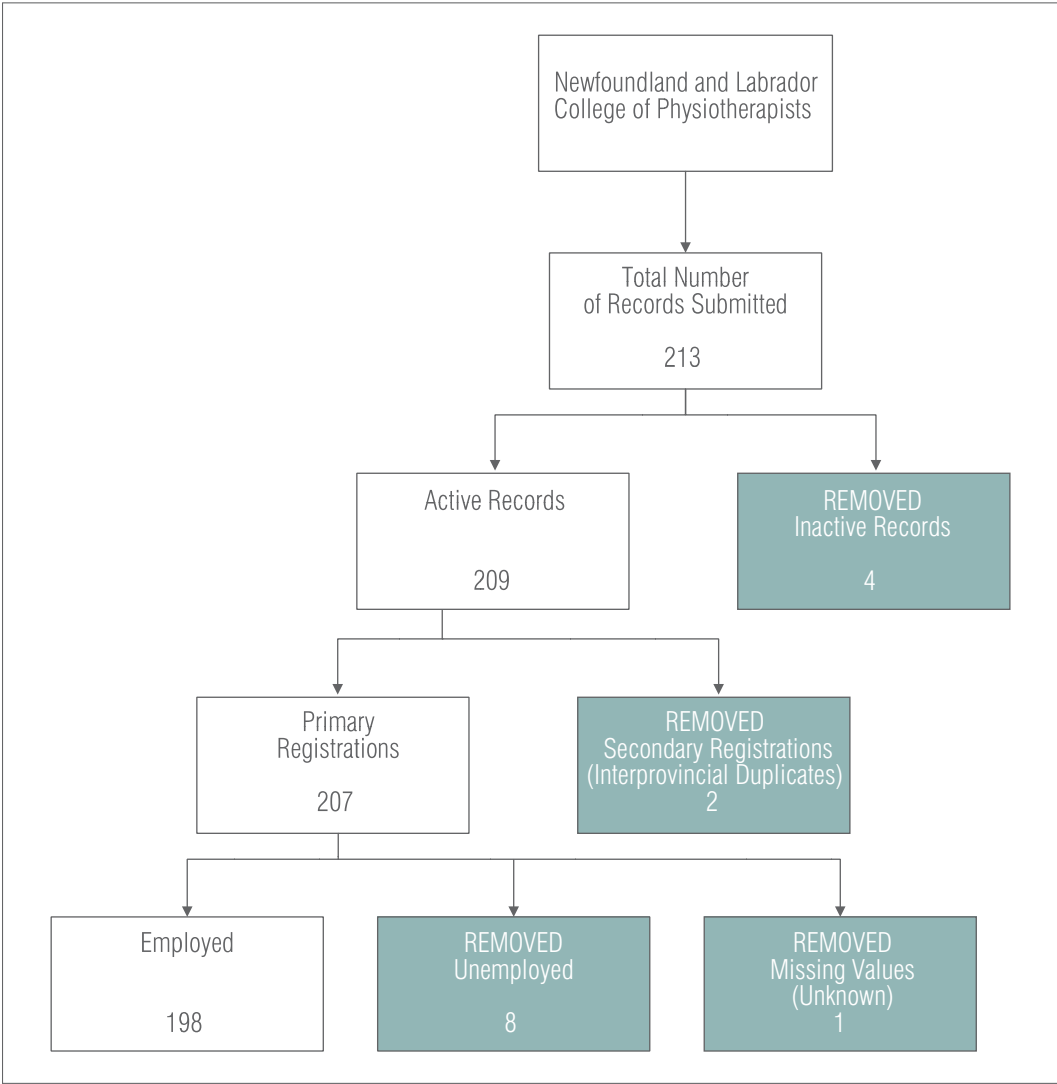 Newfoundland and Labrador
College of Physiotherapists
Total Number
of Records Submitted
213
Active Records
209
REMOVED
Inactive Records
4
Primary
Registrations
207
REMOVED
Secondary Registrations
(Interprovincial Duplicates)
2
Employed
198
REMOVED
Unemployed
8
REMOVED
Missing Values
(Unknown)
1